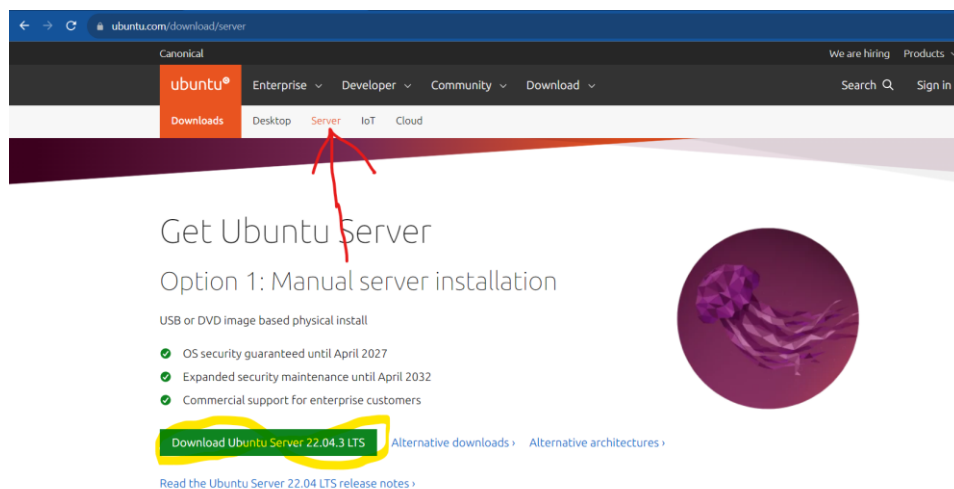 ubuntu.com/download/server
Canonical We are hiring Products
ubuntu® Enterprise Developer Community Download Search Sign in
Downloads Desktop Server IoT Cloud
Get Ubuntu Server
Option 1: Manual server installation
USB or DVD image based physical install
OS security guaranteed until April 2027
Expanded security maintenance until April 2032
Commercial support for enterprise customers
Download Ubuntu Server 22.04.3 LTS Alternative downloads › Alternative architectures ›
Read the Ubuntu Server 22.04 LTS release notes ›